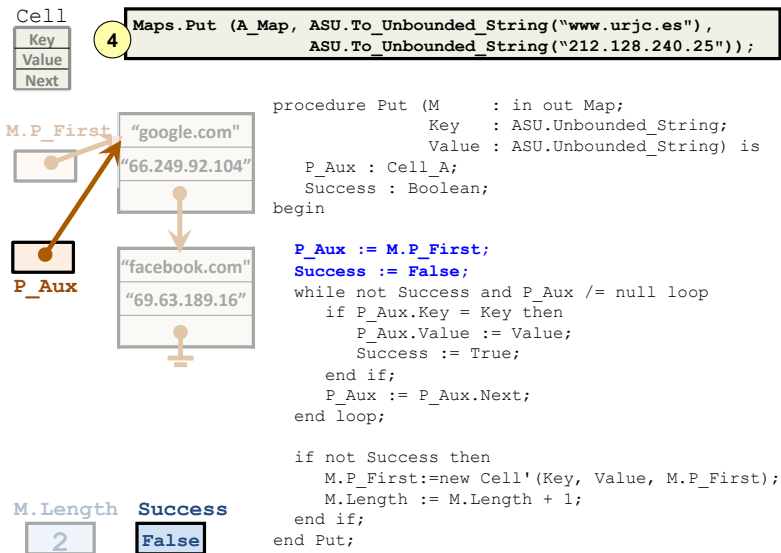 Cell
Key
Value
Next
4
Maps.Put (A_Map, ASU.To_Unbounded_String(“www.urjc.es"),
ASU.To_Unbounded_String(“212.128.240.25"));
M.P_First
“google.com"
“66.249.92.104”
P_Aux
“facebook.com"
“69.63.189.16”
procedure Put (M : in out Map;
Key : ASU.Unbounded_String;
Value : ASU.Unbounded_String) is
P_Aux : Cell_A;
Success : Boolean;
begin
P_Aux := M.P_First;
Success := False;
while not Success and P_Aux /= null loop
if P_Aux.Key = Key then
P_Aux.Value := Value;
Success := True;
end if;
P_Aux := P_Aux.Next;
end loop;
if not Success then
M.P_First:=new Cell'(Key, Value, M.P_First);
M.Length := M.Length + 1;
end if;
end Put;
M.Length Success
2 False